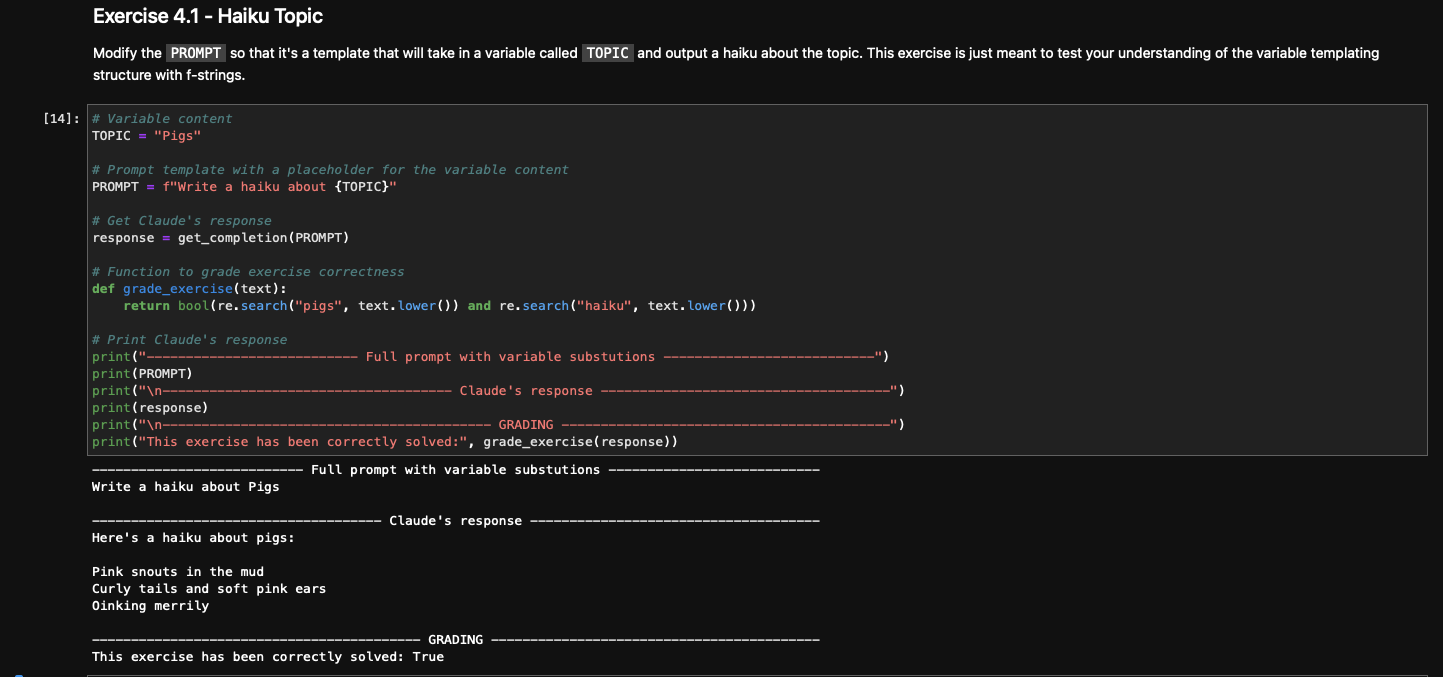 Exercise 4.1 - Haiku Topic
Modify the PROMPT so that it's a template that will take in a variable called TOPIC and output a haiku about the topic. This exercise is just meant to test your understanding of the variable templating
structure with f-strings.
[14]:
# Variable content
TOPIC = "Pigs"
# Prompt template with a placeholder for the variable content
PROMPT = f"Write a haiku about {TOPIC}"
# Get Claude's response
response = get_completion(PROMPT)
# Function to grade exercise correctness
def grade_exercise(text):
    return bool(re.search("pigs", text.lower()) and re.search("haiku", text.lower()))
# Print Claude's response
print("--------------------------- Full prompt with variable substutions ---------------------------")
print(PROMPT)
print("\n------------------------------------- Claude's response -------------------------------------")
print(response)
print("\n------------------------------------------ GRADING ------------------------------------------")
print("This exercise has been correctly solved:", grade_exercise(response))
--------------------------- Full prompt with variable substutions ---------------------------
Write a haiku about Pigs
------------------------------------- Claude's response -------------------------------------
Here's a haiku about pigs:
Pink snouts in the mud
Curly tails and soft pink ears
Oinking merrily
------------------------------------------ GRADING ------------------------------------------
This exercise has been correctly solved: True